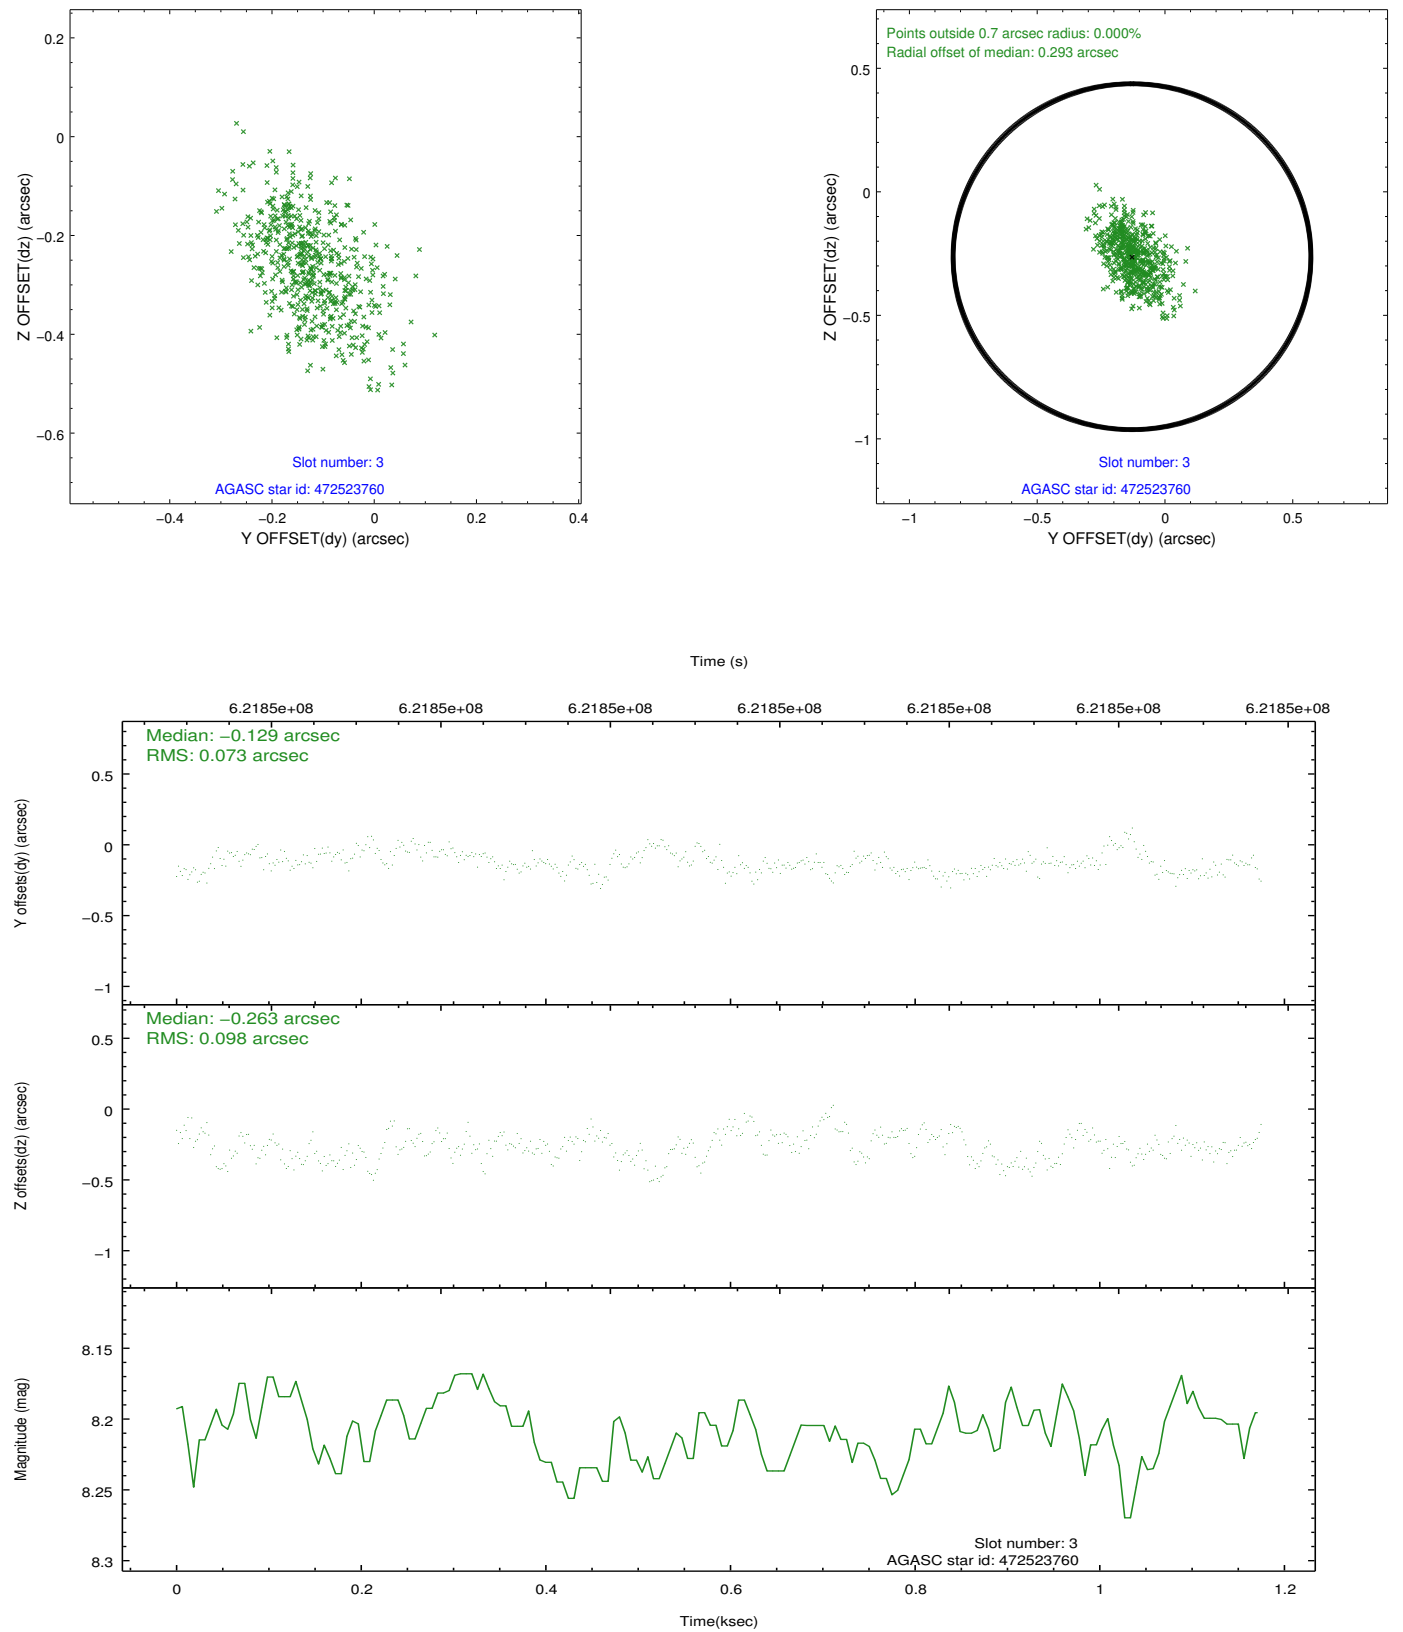 0.2
0
−0.2
−0.4
−0.6
Z OFFSET(dz) (arcsec)
Slot number: 3
AGASC star id: 472523760
−0.4
−0.2
0
0.2
0.4
Y OFFSET(dy) (arcsec)
Points outside 0.7 arcsec radius: 0.000%
Radial offset of median: 0.293 arcsec
0.5
0
−0.5
−1
Z OFFSET(dz) (arcsec)
Slot number: 3
AGASC star id: 472523760
−1
−0.5
0
0.5
Y OFFSET(dy) (arcsec)
Time (s)
6.2185e+08 6.2185e+08 6.2185e+08 6.2185e+08 6.2185e+08 6.2185e+08 6.2185e+08
Median: −0.129 arcsec
RMS: 0.073 arcsec
0.5
0
−0.5
−1
Y offsets(dy) (arcsec)
Median: −0.263 arcsec
RMS: 0.098 arcsec
0.5
0
−0.5
−1
Z offsets(dz) (arcsec)
8.15
8.2
8.25
8.3
Magnitude (mag)
Slot number: 3
AGASC star id: 472523760
0 0.2 0.4 0.6 0.8 1 1.2
Time(ksec)